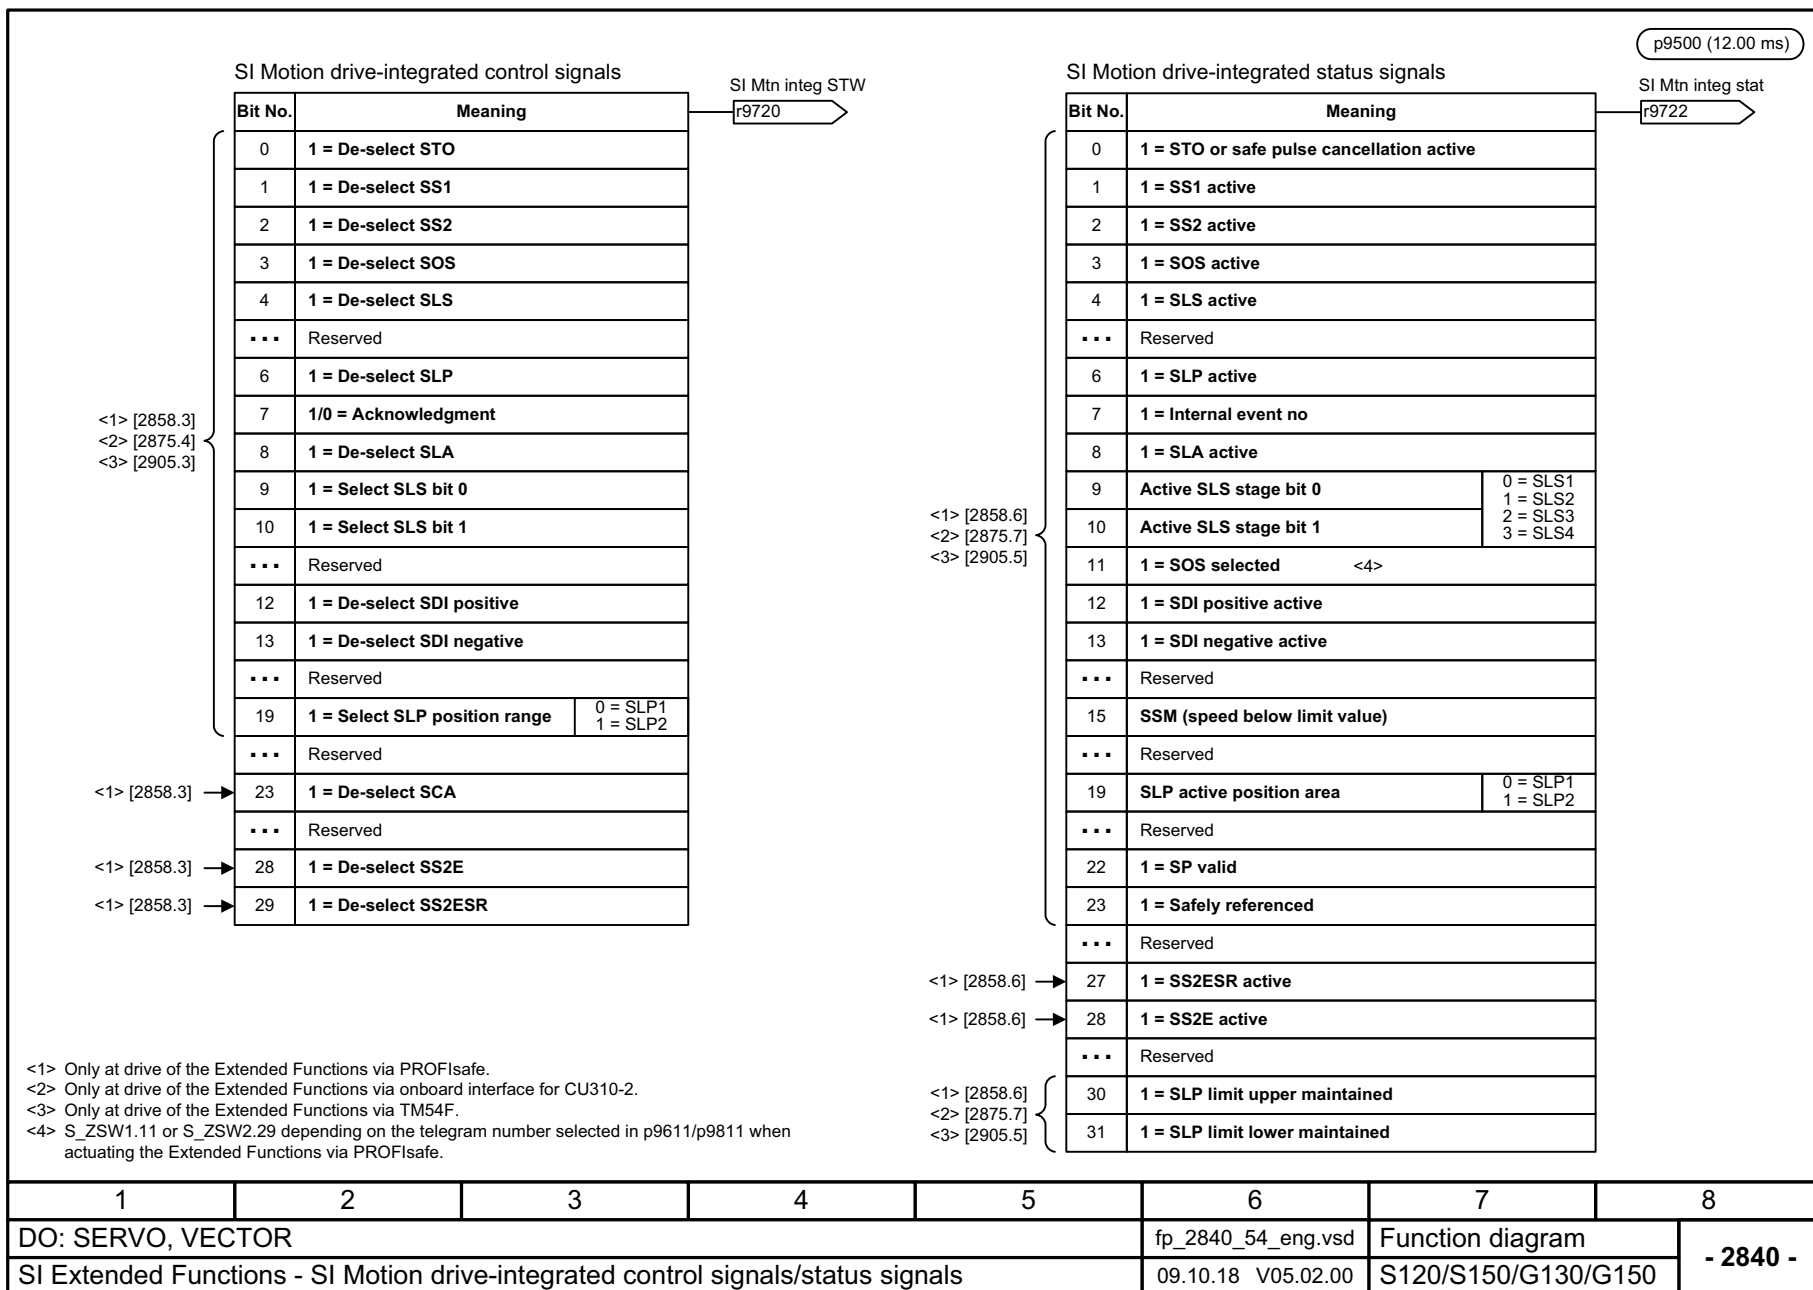 p9500 (12.00 ms)
SI Motion drive-integrated control signals
SI Mtn integ STW
r9720
Bit No. Meaning
0 1 = De-select STO
1 1 = De-select SS1
2 1 = De-select SS2
3 1 = De-select SOS
4 1 = De-select SLS
... Reserved
6 1 = De-select SLP
7 1/0 = Acknowledgment
8 1 = De-select SLA
9 1 = Select SLS bit 0
10 1 = Select SLS bit 1
... Reserved
12 1 = De-select SDI positive
13 1 = De-select SDI negative
... Reserved
19 1 = Select SLP position range
0 = SLP1
1 = SLP2
... Reserved
23 1 = De-select SCA
... Reserved
28 1 = De-select SS2E
29 1 = De-select SS2ESR
<1> [2858.3]
<2> [2875.4]
<3> [2905.3]
<1> [2858.3]
<1> [2858.3]
<1> [2858.3]
SI Motion drive-integrated status signals
SI Mtn integ stat
r9722
Bit No. Meaning
0 1 = STO or safe pulse cancellation active
1 1 = SS1 active
2 1 = SS2 active
3 1 = SOS active
4 1 = SLS active
... Reserved
6 1 = SLP active
7 1 = Internal event no
8 1 = SLA active
9 Active SLS stage bit 0
10 Active SLS stage bit 1
0 = SLS1
1 = SLS2
2 = SLS3
3 = SLS4
11 1 = SOS selected <4>
12 1 = SDI positive active
13 1 = SDI negative active
... Reserved
15 SSM (speed below limit value)
... Reserved
19 SLP active position area
0 = SLP1
1 = SLP2
... Reserved
22 1 = SP valid
23 1 = Safely referenced
... Reserved
27 1 = SS2ESR active
28 1 = SS2E active
... Reserved
30 1 = SLP limit upper maintained
31 1 = SLP limit lower maintained
<1> [2858.6]
<2> [2875.7]
<3> [2905.5]
<1> [2858.6]
<1> [2858.6]
<1> [2858.6]
<2> [2875.7]
<3> [2905.5]
<1> Only at drive of the Extended Functions via PROFIsafe.
<2> Only at drive of the Extended Functions via onboard interface for CU310-2.
<3> Only at drive of the Extended Functions via TM54F.
<4> S_ZSW1.11 or S_ZSW2.29 depending on the telegram number selected in p9611/p9811 when
actuating the Extended Functions via PROFIsafe.
1 2 3 4 5 6 7 8
DO: SERVO, VECTOR
fp_2840_54_eng.vsd
Function diagram
- 2840 -
SI Extended Functions - SI Motion drive-integrated control signals/status signals
09.10.18 V05.02.00
S120/S150/G130/G150